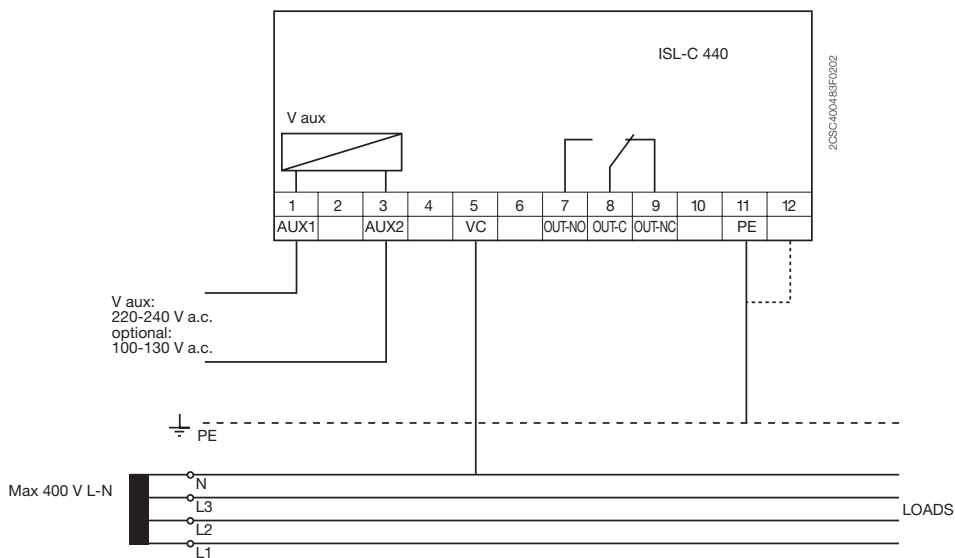 ISL-C 440
2CSC400483F0202
V aux
1 2 3 4 5 6 7 8 9 10 11 12
AUX1 AUX2 VC OUT-NO OUT-C OUT-NC PE
V aux:
220-240 V a.c.
optional:
100-130 V a.c.
PE
Max 400 V L-N
N
L3
L2
L1
LOADS